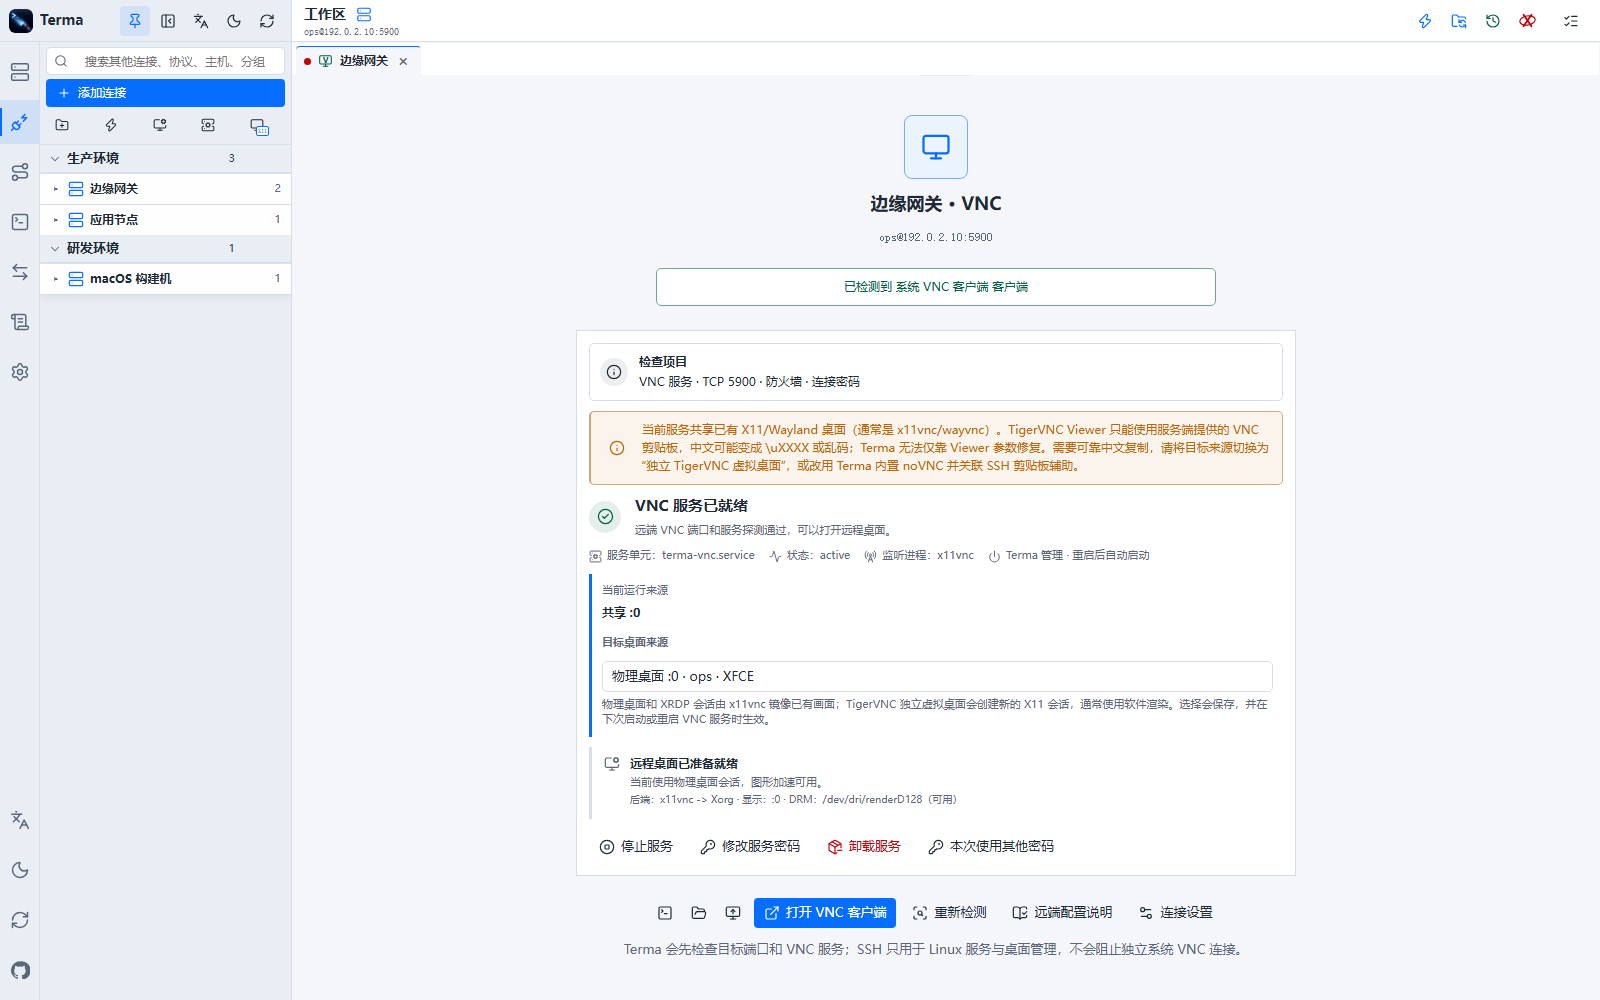 Terma
工作区
ops@192.0.2.10:5900
搜索其他连接、协议、主机、分组
边缘网关
添加连接
X11
生产环境 3
边缘网关 2
应用节点 1
研发环境 1
macOS 构建机 1
边缘网关 · VNC
ops@192.0.2.10:5900
已检测到 系统 VNC 客户端 客户端
检查项目
VNC 服务 · TCP 5900 · 防火墙 · 连接密码
当前服务共享已有 X11/Wayland 桌面（通常是 x11vnc/wayvnc）。TigerVNC Viewer 只能使用服务端提供的 VNC
剪贴板，中文可能变成 \uXXXX 或乱码；Terma 无法仅靠 Viewer 参数修复。需要可靠中文复制，请将目标来源切换为
“独立 TigerVNC 虚拟桌面”，或改用 Terma 内置 noVNC 并关联 SSH 剪贴板辅助。
VNC 服务已就绪
远端 VNC 端口和服务探测通过，可以打开远程桌面。
服务单元：terma-vnc.service 状态：active 监听进程：x11vnc Terma 管理 · 重启后自动启动
当前运行来源
共享 :0
目标桌面来源
物理桌面 :0 · ops · XFCE
物理桌面和 XRDP 会话由 x11vnc 镜像已有画面；TigerVNC 独立虚拟桌面会创建新的 X11 会话，通常使用软件渲染。选择会保存，并在
下次启动或重启 VNC 服务时生效。
远程桌面已准备就绪
当前使用物理桌面会话，图形加速可用。
后端：x11vnc -> Xorg · 显示：:0 · DRM：/dev/dri/renderD128（可用）
停止服务 修改服务密码 卸载服务 本次使用其他密码
打开 VNC 客户端 重新检测 远端配置说明 连接设置
Terma 会先检查目标端口和 VNC 服务；SSH 只用于 Linux 服务与桌面管理，不会阻止独立系统 VNC 连接。